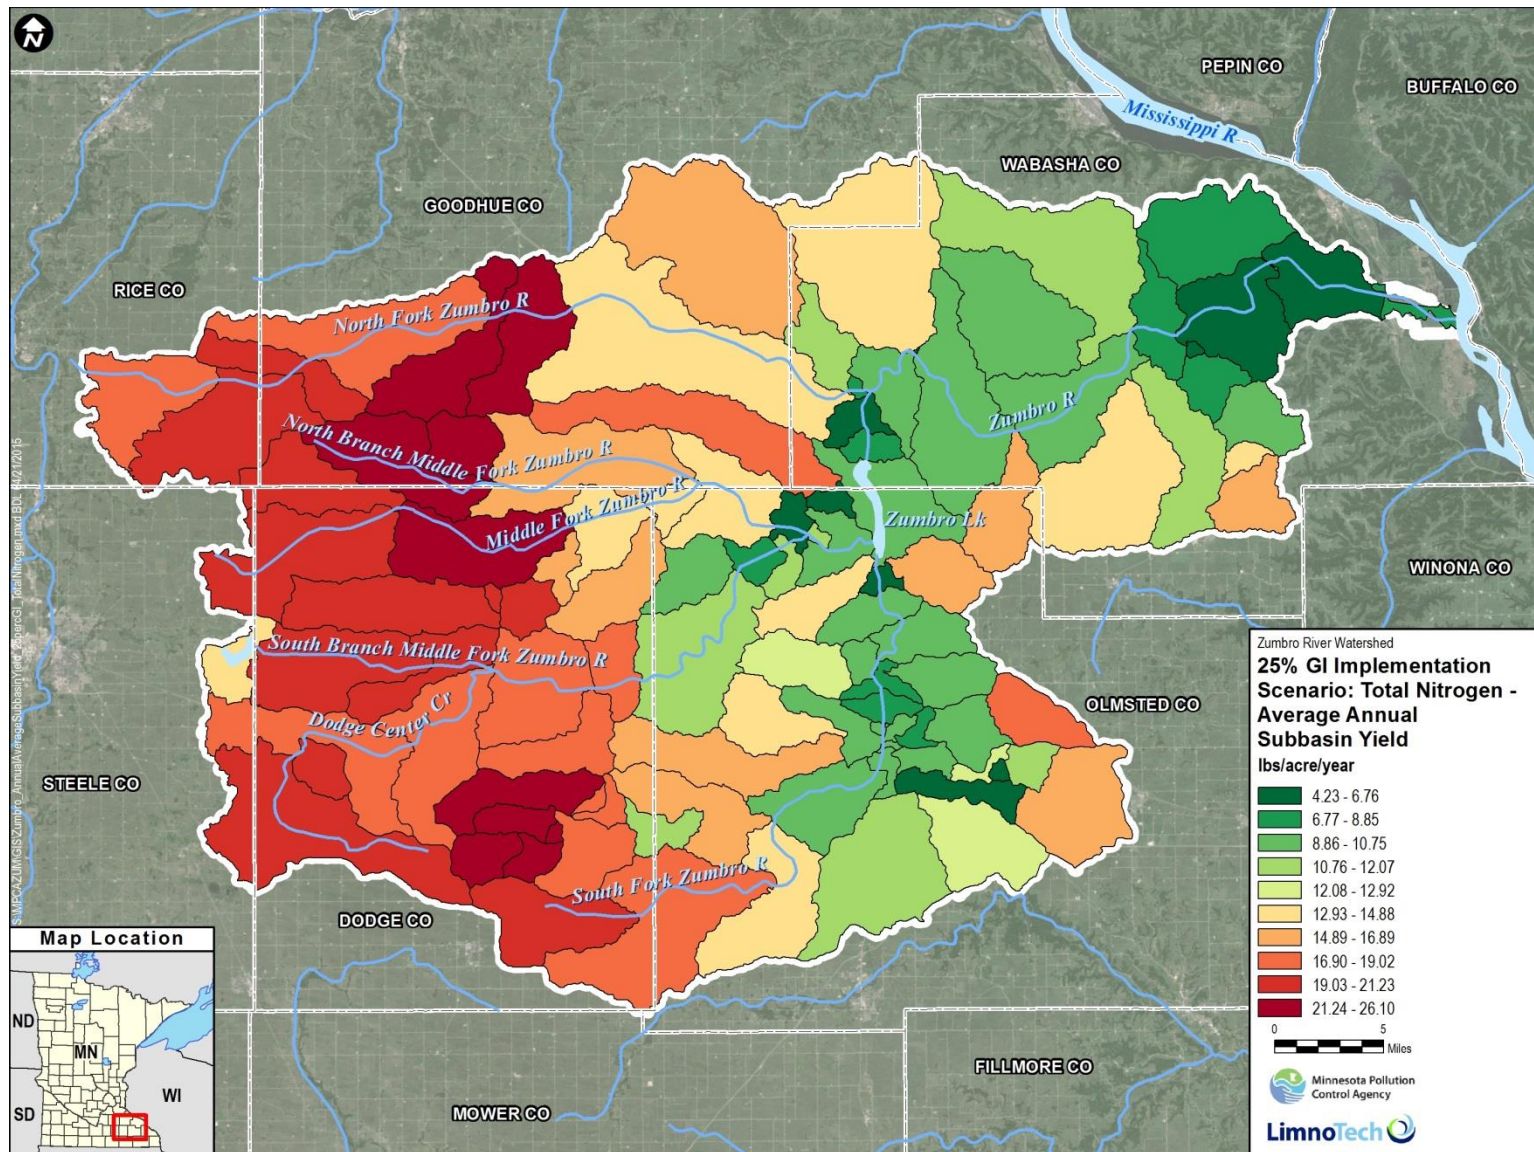 N
PEPIN CO
BUFFALO CO
Mississippi R
WABASHA CO
GOODHUE CO
RICE CO
North Fork Zumbro R
North Branch Middle Fork Zumbro R
Zumbro R
Middle Fork Zumbro R
Zumbro Lk
WINONA CO
South Branch Middle Fork Zumbro R
OLMSTED CO
Dodge Center Cr
STEELE CO
South Fork Zumbro R
DODGE CO
FILLMORE CO
MOWER CO
Map Location
ND
MN
WI
SD
Zumbro River Watershed
25% GI Implementation
Scenario: Total Nitrogen -
Average Annual
Subbasin Yield
lbs/acre/year
4.23 - 6.76
6.77 - 8.85
8.86 - 10.75
10.76 - 12.07
12.08 - 12.92
12.93 - 14.88
14.89 - 16.89
16.90 - 19.02
19.03 - 21.23
21.24 - 26.10
0 5
Miles
Minnesota Pollution
Control Agency
LimnoTech